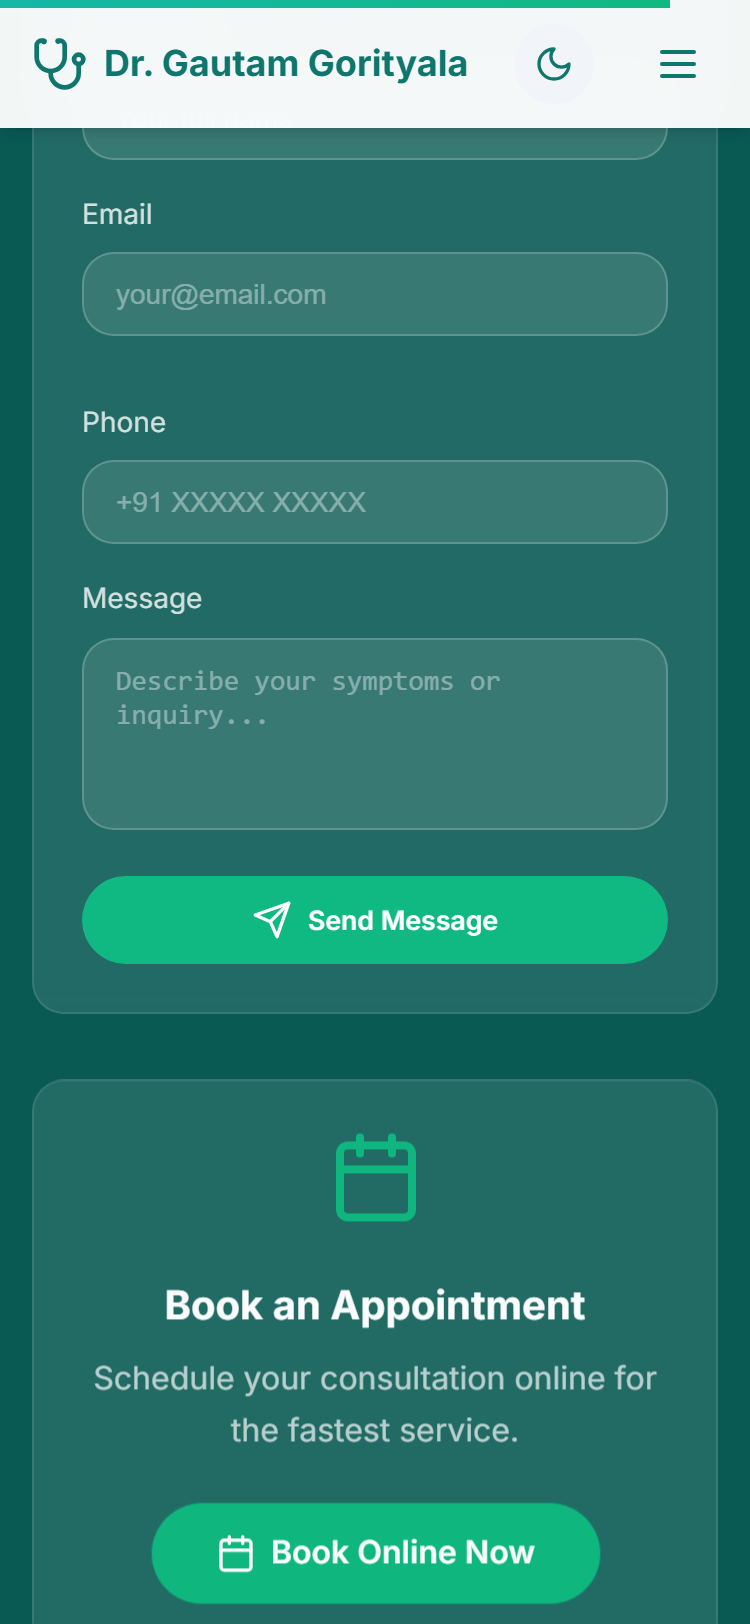 Dr. Gautam Gorityala
Email
your@email.com
Phone
+91 XXXXX XXXXX
Message
Describe your symptoms or
inquiry...
Send Message
Book an Appointment
Schedule your consultation online for
the fastest service.
Book Online Now